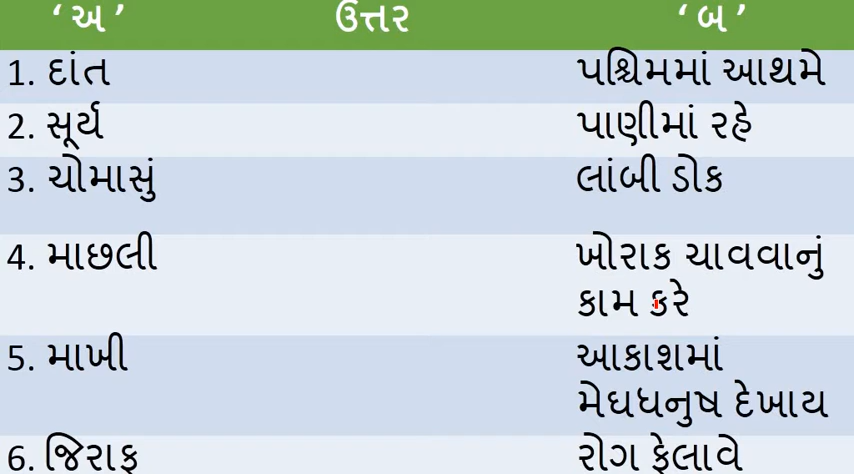 ‘અ’ ઉત્તર ‘બ’
1. દાંત પશ્ચિમમાં આથમે
2. સૂર્ય પાણીમાં રહે
3. ચોમાસું લાંબી ડોક
4. માછલી ખોરાક ચાવવાનું
કામ કરે
5. માખી આકાશમાં
મેઘધનુષ દેખાય
6. જિરાફ રોગ ફેલાવે